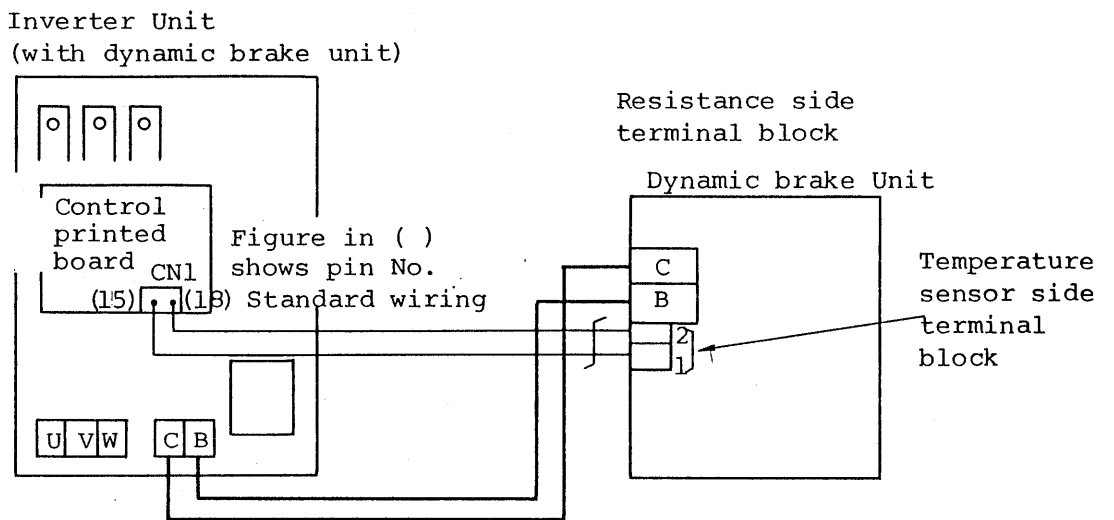 Inverter Unit
(with dynamic brake unit)
Resistance side
terminal block
Dynamic brake Unit
Control
printed
board
CN1
(15)
(18)
Figure in ( )
shows pin No.
Standard wiring
C
B
2
1
Temperature
sensor side
terminal
block
U V W
C B